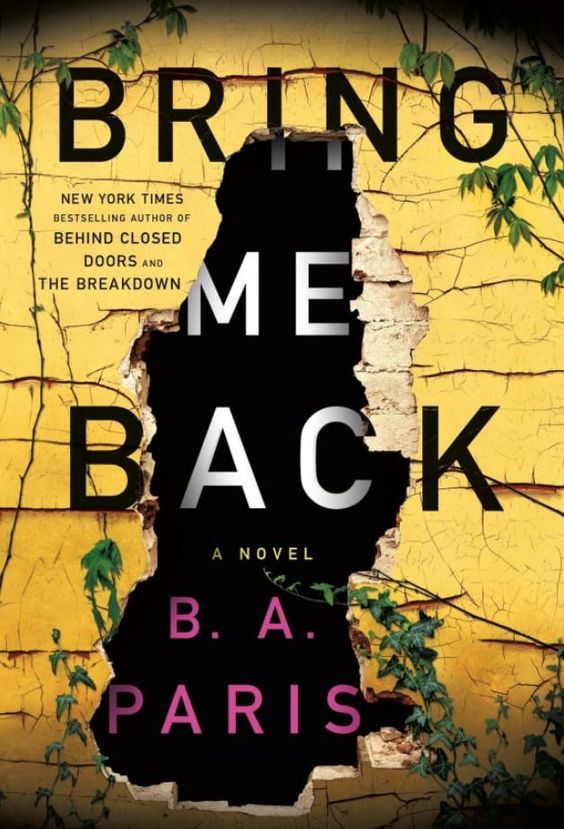 BRING
NEW YORK TIMES
BESTSELLING AUTHOR OF
BEHIND CLOSED
DOORS AND
THE BREAKDOWN
ME
BACK
A NOVEL
B. A.
PARIS